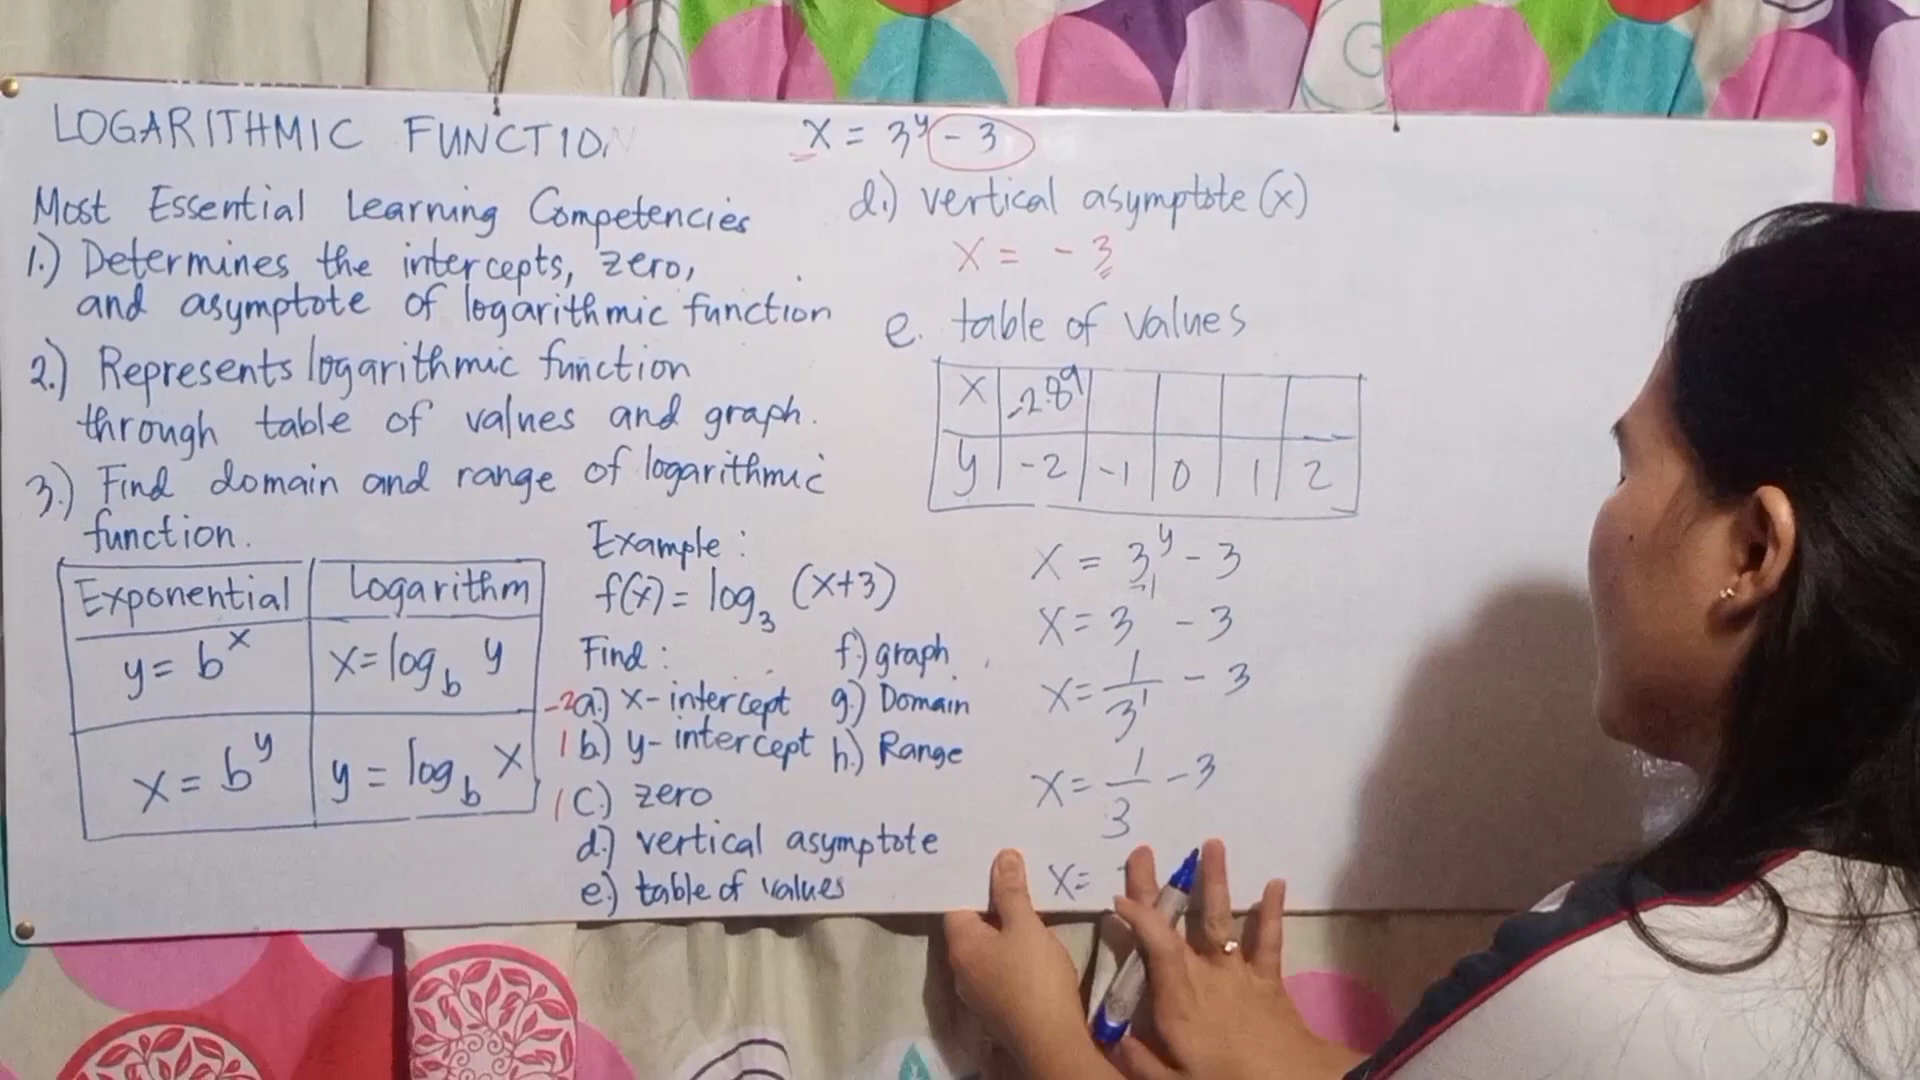 LOGARITHMIC FUNCTION
Most Essential Learning Competencies
1.) Determines the intercepts, zero,
and asymptote of logarithmic function
2.) Represents logarithmic function
through table of values and graph.
3.) Find domain and range of logarithmic
function.
Exponential Logarithm
y = b^x x = log_b y
x = b^y y = log_b x
Example:
f(x) = log_3 (x+3)
Find:
-2 a.) x-intercept
1 b.) y-intercept
1 c.) zero
d.) vertical asymptote
e.) table of values
f.) graph
g.) Domain
h.) Range
x = 3^y - 3
d.) vertical asymptote (x)
x = -3
e. table of values
x -2.89
y -2 -1 0 1 2
x = 3^y - 3
x = 3^-1 - 3
x = 1/3^1 - 3
x = 1/3 - 3
x =